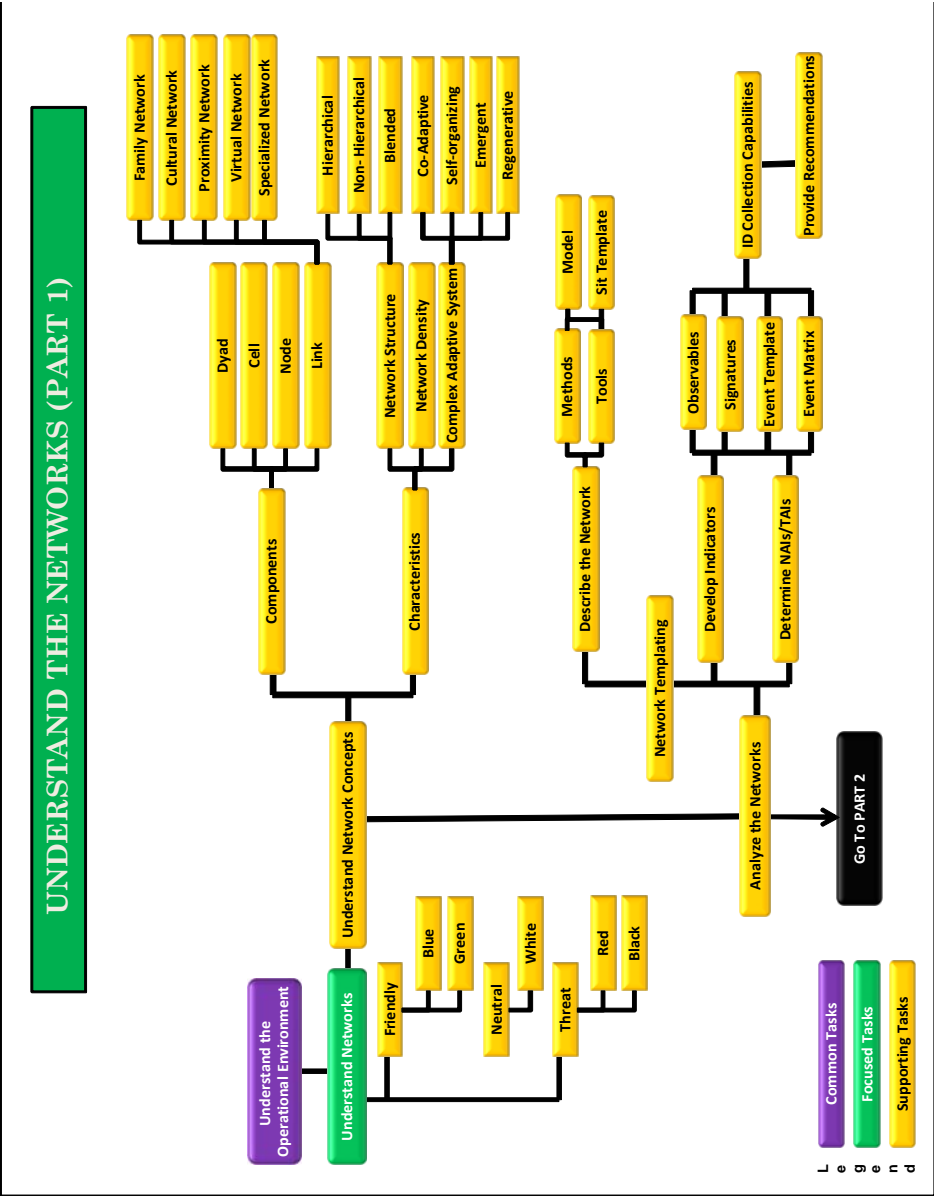 UNDERSTAND THE NETWORKS (PART 1)
Understand the
Operational Environment
Understand Networks
Friendly
Blue
Green
Neutral
White
Threat
Red
Black
Understand Network Concepts
Components
Dyad
Cell
Node
Link
Family Network
Cultural Network
Proximity Network
Virtual Network
Specialized Network
Characteristics
Network Structure
Network Density
Complex Adaptive System
Hierarchical
Non- Hierarchical
Blended
Co-Adaptive
Self-organizing
Emergent
Regenerative
Analyze the Networks
Network Templating
Describe the Network
Methods
Tools
Model
Sit Template
Develop Indicators
Determine NAIs/TAIs
Observables
Signatures
Event Template
Event Matrix
ID Collection Capabilities
Provide Recommendations
Go To PART 2
L
e
g
e
n
d
Common Tasks
Focused Tasks
Supporting Tasks